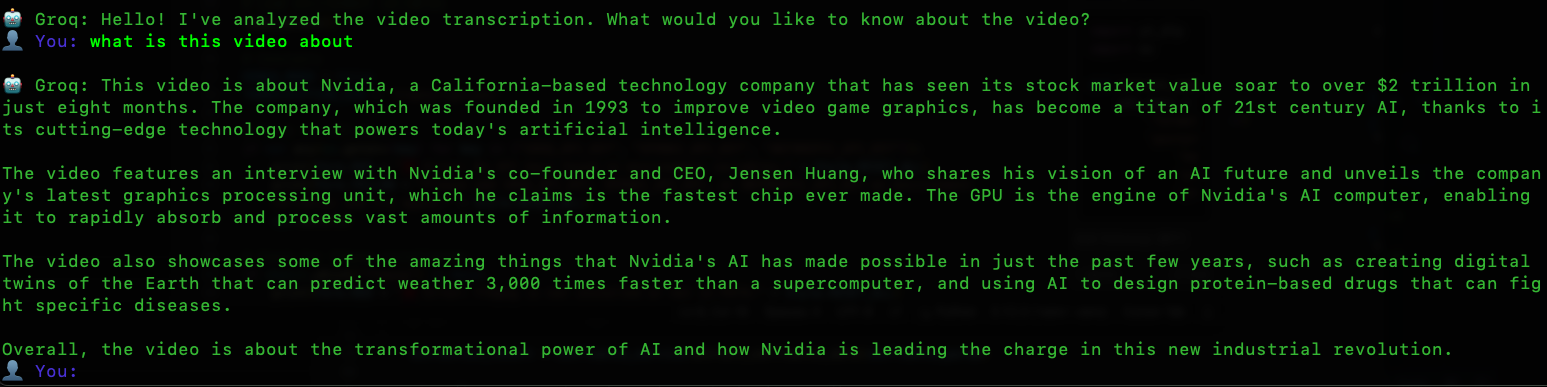 🤖 Groq: Hello! I've analyzed the video transcription. What would you like to know about the video?
👤 You: what is this video about
🤖 Groq: This video is about Nvidia, a California-based technology company that has seen its stock market value soar to over $2 trillion in
just eight months. The company, which was founded in 1993 to improve video game graphics, has become a titan of 21st century AI, thanks to i
ts cutting-edge technology that powers today's artificial intelligence.
The video features an interview with Nvidia's co-founder and CEO, Jensen Huang, who shares his vision of an AI future and unveils the compan
y's latest graphics processing unit, which he claims is the fastest chip ever made. The GPU is the engine of Nvidia's AI computer, enabling
it to rapidly absorb and process vast amounts of information.
The video also showcases some of the amazing things that Nvidia's AI has made possible in just the past few years, such as creating digital
twins of the Earth that can predict weather 3,000 times faster than a supercomputer, and using AI to design protein-based drugs that can fig
ht specific diseases.
Overall, the video is about the transformational power of AI and how Nvidia is leading the charge in this new industrial revolution.
👤 You: